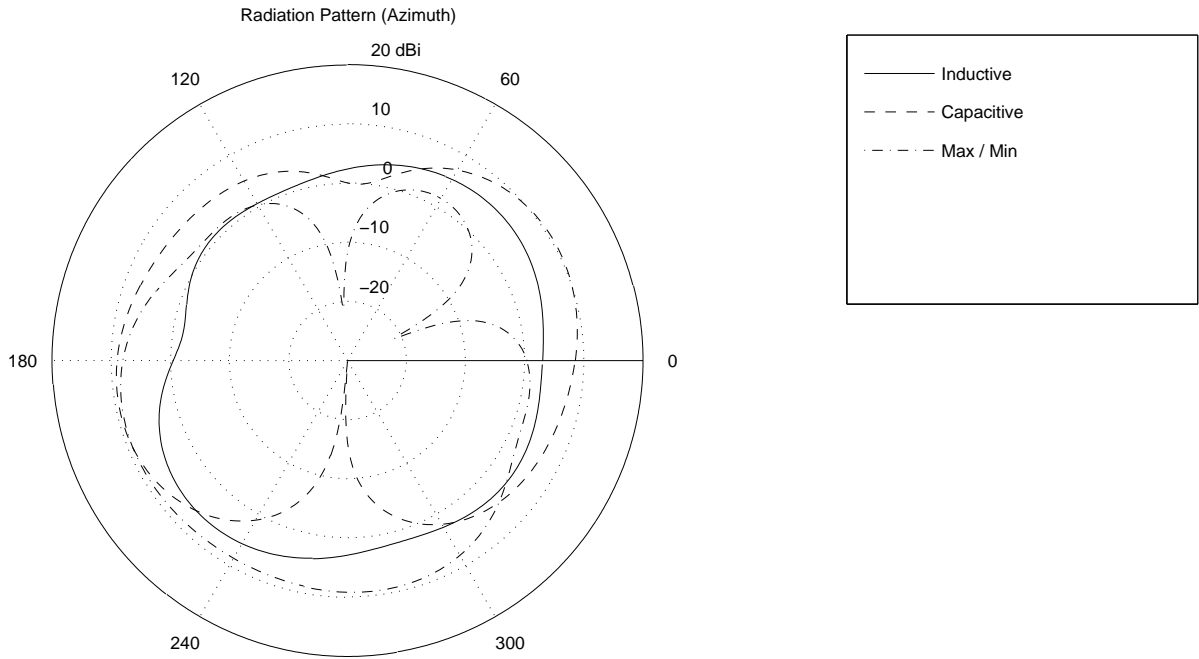 Radiation Pattern (Azimuth)
20 dBi
120
60
10
0
–10
–20
180
0
240
300
Inductive
Capacitive
Max / Min